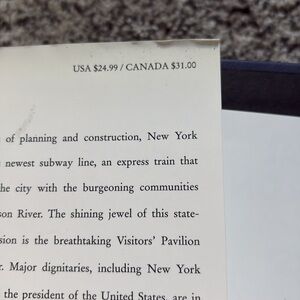 USA $24.99 / CANADA $31.00
of planning and construction, New York
newest subway line, an express train that
the city with the burgeoning communities
son River. The shining jewel of this state-
sion is the breathtaking Visitors' Pavilion
r. Major dignitaries, including New York
the president of the United States, are in